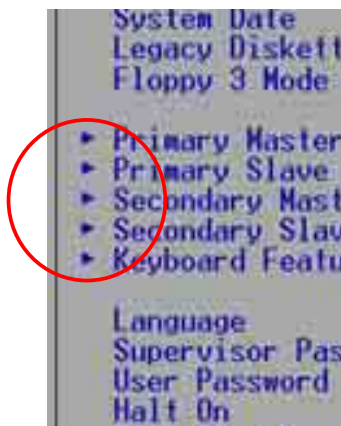 System Date
Legacy Diskett
Floppy 3 Mode
Primary Master
Primary Slave
Secondary Mast
Secondary Slav
Keyboard Featu
Language
Supervisor Pas
User Password
Halt On